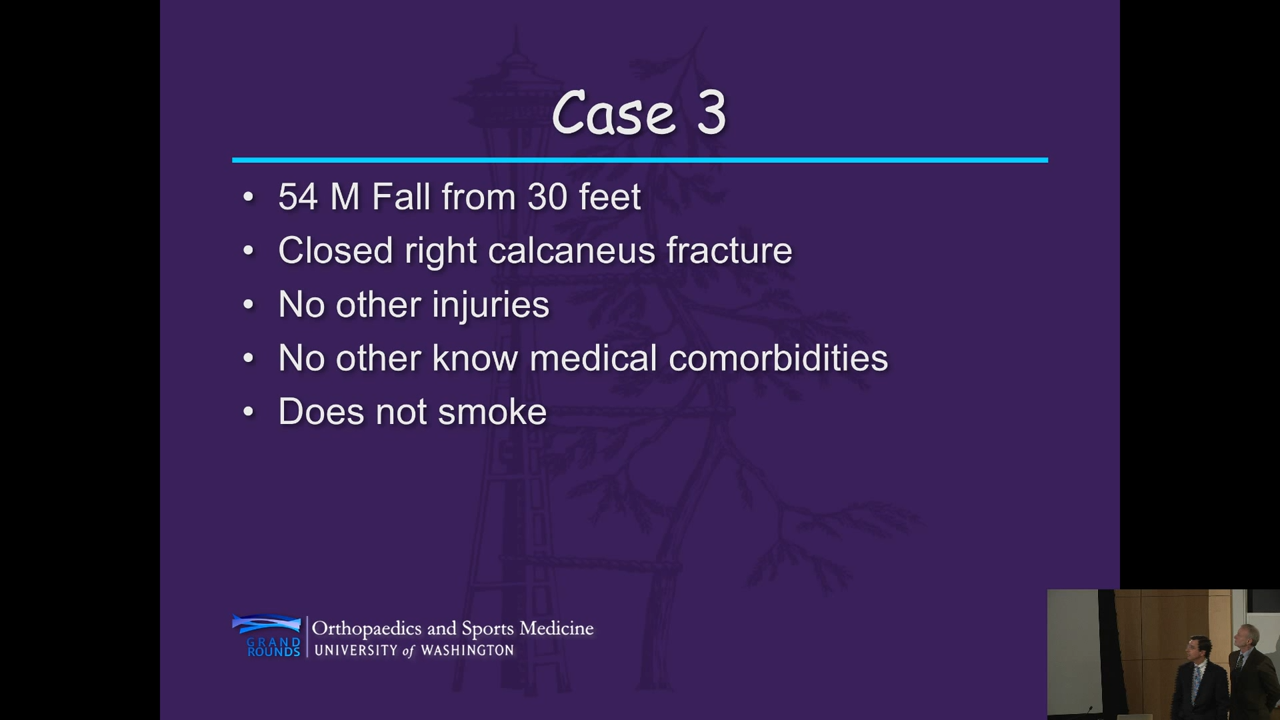 Case 3
• 54 M Fall from 30 feet
• Closed right calcaneus fracture
• No other injuries
• No other know medical comorbidities
• Does not smoke
GRAND
ROUNDS
Orthopaedics and Sports Medicine
UNIVERSITY of WASHINGTON